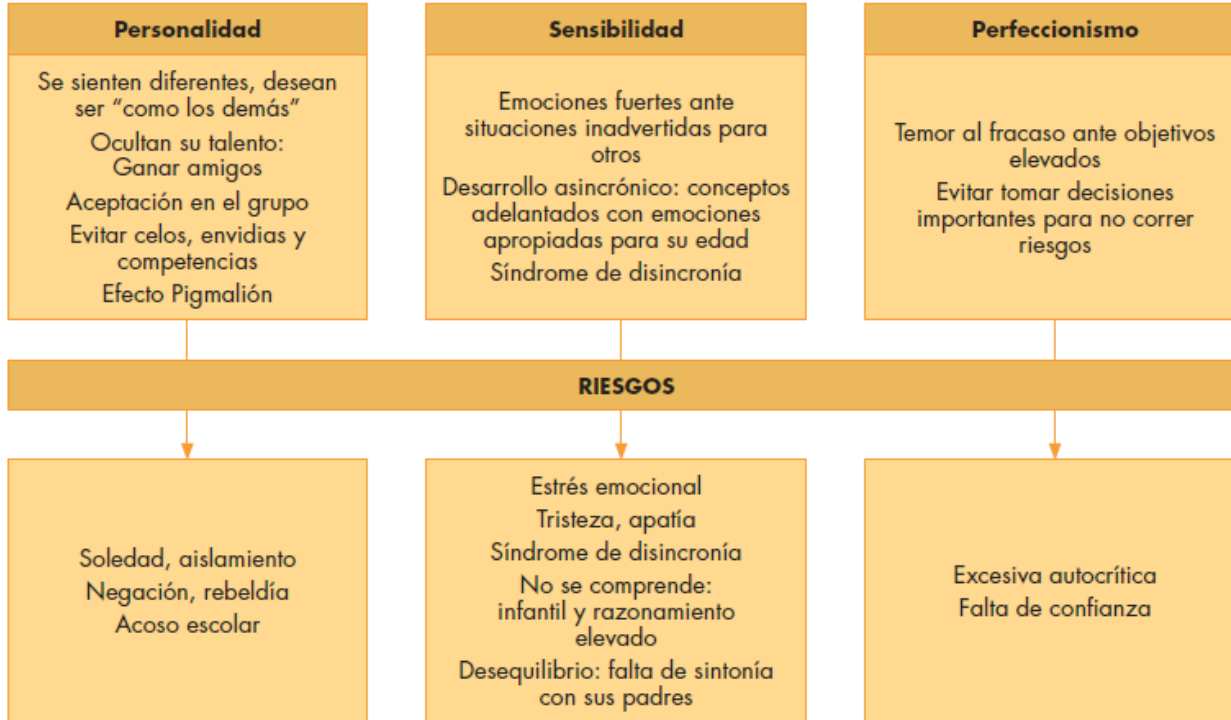 Personalidad
Se sienten diferentes, desean
ser “como los demás”
Ocultan su talento:
Ganar amigos
Aceptación en el grupo
Evitar celos, envidias y
competencias
Efecto Pigmalión
Sensibilidad
Emociones fuertes ante
situaciones inadvertidas para
otros
Desarrollo asincrónico: conceptos
adelantados con emociones
apropiadas para su edad
Síndrome de disincronía
Perfeccionismo
Temor al fracaso ante objetivos
elevados
Evitar tomar decisiones
importantes para no correr
riesgos
RIESGOS
Soledad, aislamiento
Negación, rebeldía
Acoso escolar
Estrés emocional
Tristeza, apatía
Síndrome de disincronía
No se comprende:
infantil y razonamiento
elevado
Desequilibrio: falta de sintonía
con sus padres
Excesiva autocrítica
Falta de confianza